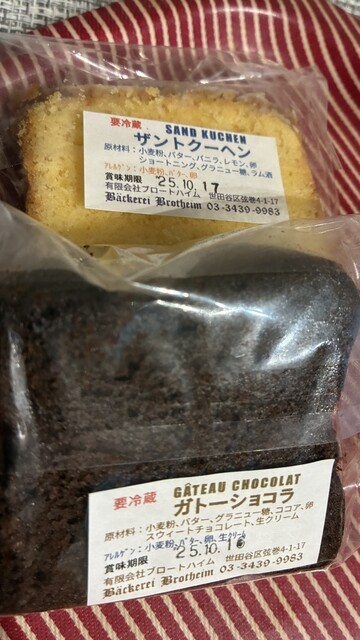 要冷蔵 SAND KUCHEN
ザントクーヘン
原材料：小麦粉、バター、バニラ、レモン、卵
ショートニング、グラニュー糖、ラム酒
アレルゲン：小麦粉、バター、卵
賞味期限 '25.10.17
有限会社ブロートハイム 世田谷区弦巻4-1-17
Bäckerei Brotheim 03-3439-9983
要冷蔵 GÂTEAU CHOCOLAT
ガトーショコラ
原材料：小麦粉、バター、グラニュー糖、ココア、卵
スウィートチョコレート、生クリーム
アレルゲン：小麦粉、バター、卵、生クリーム
賞味期限 '25.10.16
有限会社ブロートハイム 世田谷区弦巻4-1-17
Bäckerei Brotheim 03-3439-9983